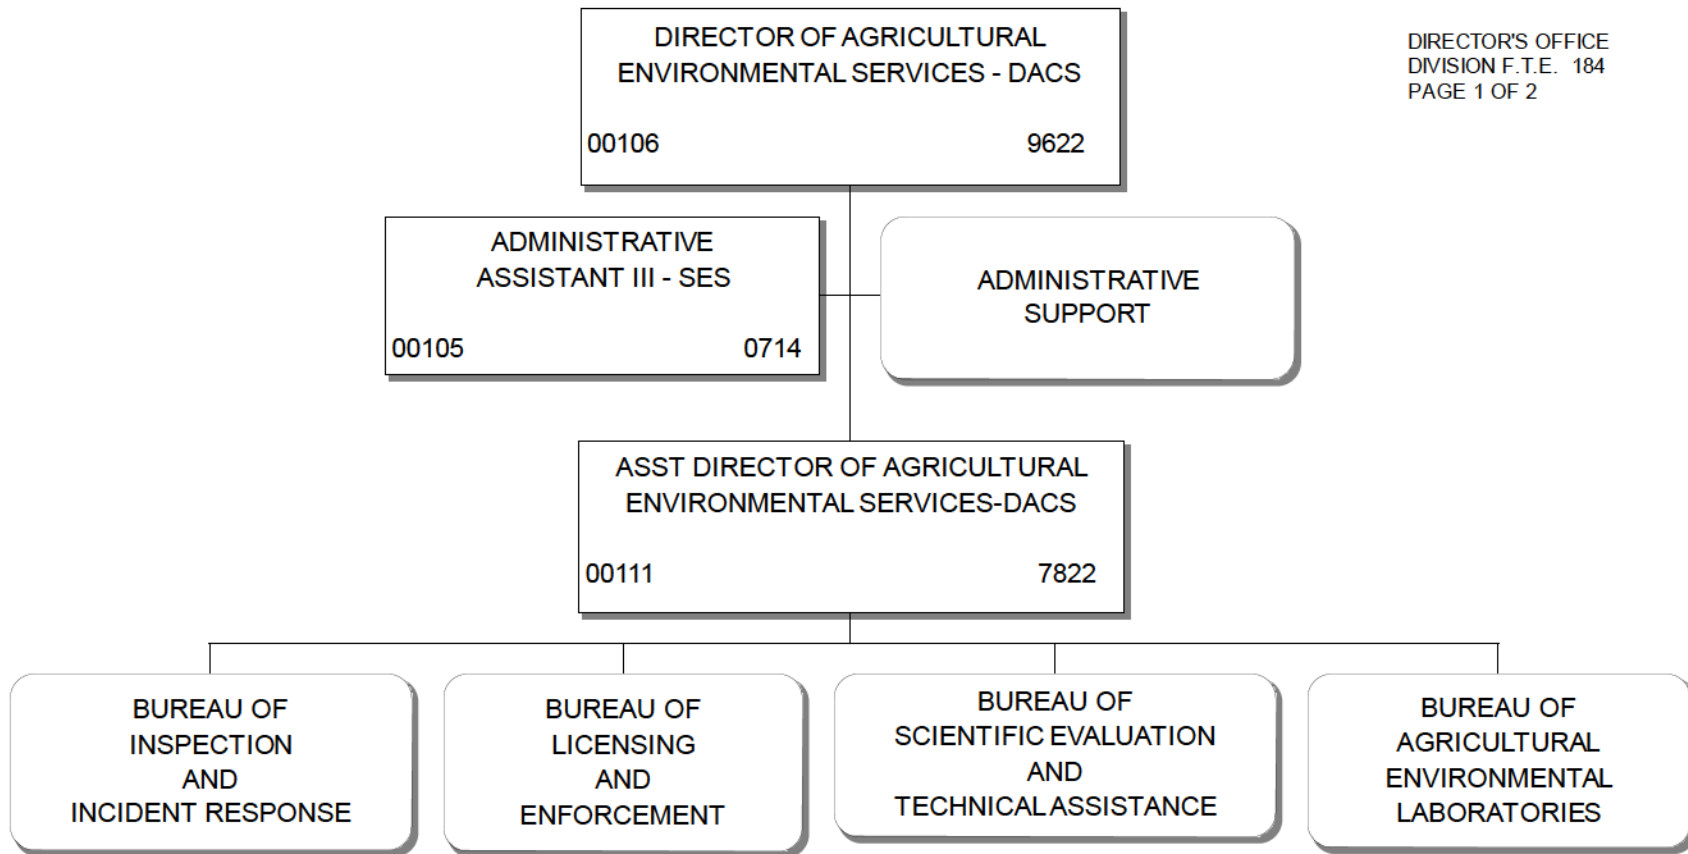 DIRECTOR OF AGRICULTURAL
ENVIRONMENTAL SERVICES - DACS
00106 9622
DIRECTOR'S OFFICE
DIVISION F.T.E. 184
PAGE 1 OF 2
ADMINISTRATIVE
ASSISTANT III - SES
00105 0714
ADMINISTRATIVE
SUPPORT
ASST DIRECTOR OF AGRICULTURAL
ENVIRONMENTAL SERVICES-DACS
00111 7822
BUREAU OF
INSPECTION
AND
INCIDENT RESPONSE
BUREAU OF
LICENSING
AND
ENFORCEMENT
BUREAU OF
SCIENTIFIC EVALUATION
AND
TECHNICAL ASSISTANCE
BUREAU OF
AGRICULTURAL
ENVIRONMENTAL
LABORATORIES